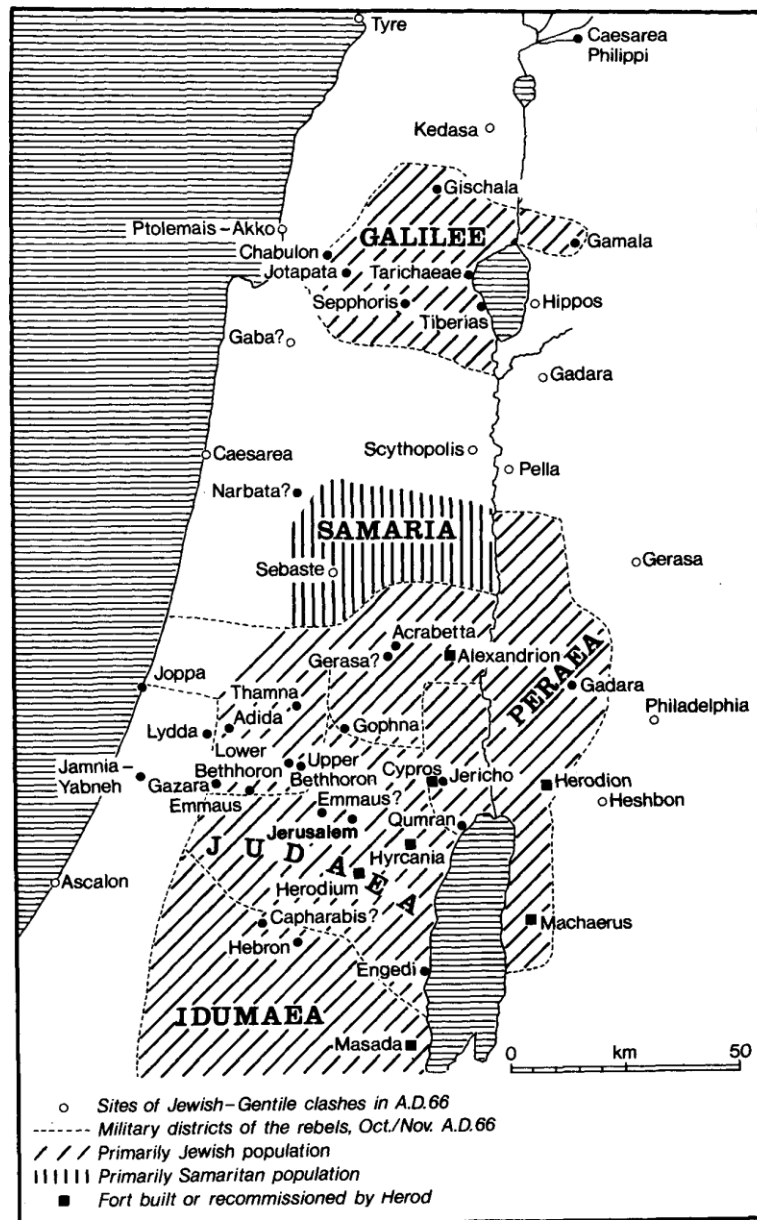 Tyre
Caesarea
Philippi
Kedasa
Gischala
Ptolemais–Akko
GALILEE
Gamala
Chabulon
Jotapata
Tarichaeae
Sepphoris
Hippos
Tiberias
Gaba?
Gadara
Caesarea
Scythopolis
Pella
Narbata?
SAMARIA
Gerasa
Sebaste
Acrabetta
Gerasa?
Alexandrion
PERAEA
Joppa
Gadara
Thamna
Philadelphia
Adida
Gophna
Lydda
Lower
Bethhoron
Upper
Bethhoron
Jamnia–
Yabneh
Gazara
Cypros
Jericho
Herodion
Emmaus
Heshbon
Emmaus?
Qumran
Jerusalem
JUDAEA
Hyrcania
Ascalon
Herodium
Capharabis?
Machaerus
Hebron
Engedi
IDUMAEA
Masada
0 km 50
Sites of Jewish–Gentile clashes in A.D.66
Military districts of the rebels, Oct./Nov. A.D.66
Primarily Jewish population
Primarily Samaritan population
Fort built or recommissioned by Herod